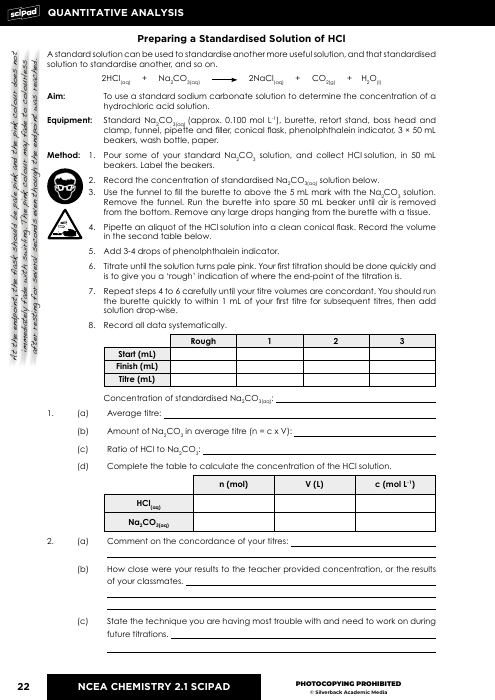 scipad QUANTITATIVE ANALYSIS
Preparing a Standardised Solution of HCl
A standard solution can be used to standardise another more useful solution, and that standardised
solution to standardise another, and so on.
2HCl(aq) + Na2CO3(aq) → 2NaCl(aq) + CO2(g) + H2O(l)
Aim: To use a standard sodium carbonate solution to determine the concentration of a
hydrochloric acid solution.
Equipment: Standard Na2CO3(aq) (approx. 0.100 mol L-1), burette, retort stand, boss head and
clamp, funnel, pipette and filler, conical flask, phenolphthalein indicator, 3 × 50 mL
beakers, wash bottle, paper.
Method: 1. Pour some of your standard Na2CO3 solution, and collect HCl solution, in 50 mL
beakers. Label the beakers.
2. Record the concentration of standardised Na2CO3(aq) solution below.
3. Use the funnel to fill the burette to above the 5 mL mark with the Na2CO3 solution.
Remove the funnel. Run the burette into spare 50 mL beaker until air is removed
from the bottom. Remove any large drops hanging from the burette with a tissue.
4. Pipette an aliquot of the HCl solution into a clean conical flask. Record the volume
in the second table below.
5. Add 3-4 drops of phenolphthalein indicator.
6. Titrate until the solution turns pale pink. Your first titration should be done quickly and
is to give you a 'rough' indication of where the end-point of the titration is.
7. Repeat steps 4 to 6 carefully until your titre volumes are concordant. You should run
the burette quickly to within 1 mL of your first titre for subsequent titres, then add
solution drop-wise.
8. Record all data systematically.
Rough 1 2 3
Start (mL)
Finish (mL)
Titre (mL)
Concentration of standardised Na2CO3(aq):
1. (a) Average titre:
(b) Amount of Na2CO3 in average titre (n = c x V):
(c) Ratio of HCl to Na2CO3:
(d) Complete the table to calculate the concentration of the HCl solution.
n (mol) V (L) c (mol L-1)
HCl(aq)
Na2CO3(aq)
2. (a) Comment on the concordance of your titres:
(b) How close were your results to the teacher provided concentration, or the results
of your classmates.
(c) State the technique you are having most trouble with and need to work on during
future titrations.
At the endpoint, the flask should be pale pink and the pink colour does not
immediately fade with swirling. The pink colour may fade to colourless
after resting for several seconds even though the endpoint was reached.
22 NCEA CHEMISTRY 2.1 SCIPAD PHOTOCOPYING PROHIBITED
© Silverback Academic Media